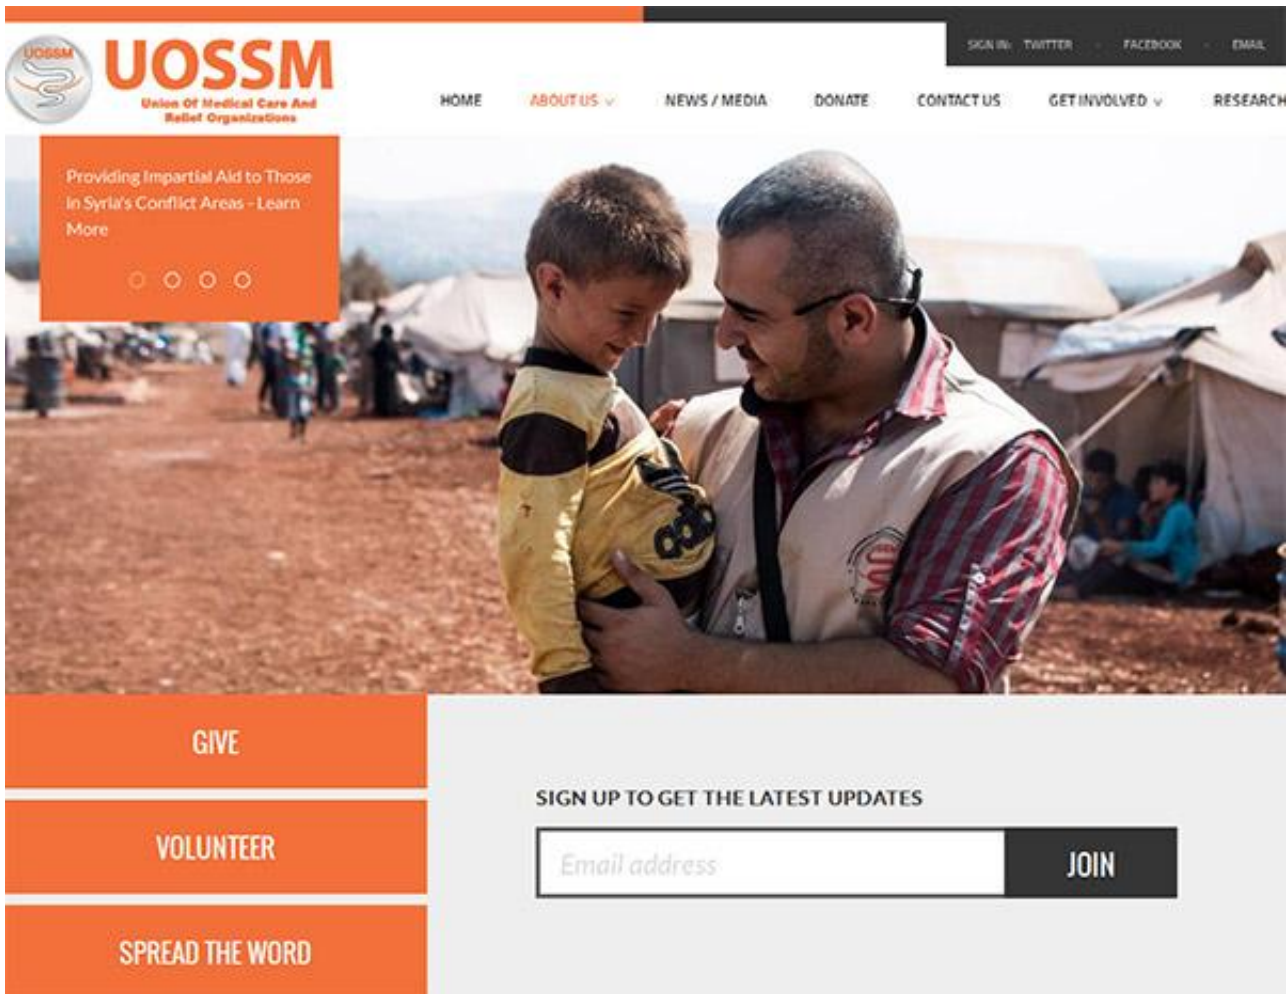 UOSSM
UOSSM
Union Of Medical Care And
Relief Organizations
SIGN IN: TWITTER - FACEBOOK - EMAIL
HOME ABOUT US NEWS / MEDIA DONATE CONTACT US GET INVOLVED RESEARCH
Providing Impartial Aid to Those
in Syria's Conflict Areas - Learn
More
GIVE
VOLUNTEER
SPREAD THE WORD
SIGN UP TO GET THE LATEST UPDATES
Email address
JOIN